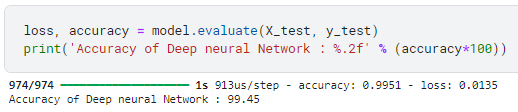 loss, accuracy = model.evaluate(X_test, y_test)
print('Accuracy of Deep neural Network : %.2f' % (accuracy*100))
974/974 ━━━━━━━━━━━━━━━━━━━━ 1s 913us/step - accuracy: 0.9951 - loss: 0.0135
Accuracy of Deep neural Network : 99.45